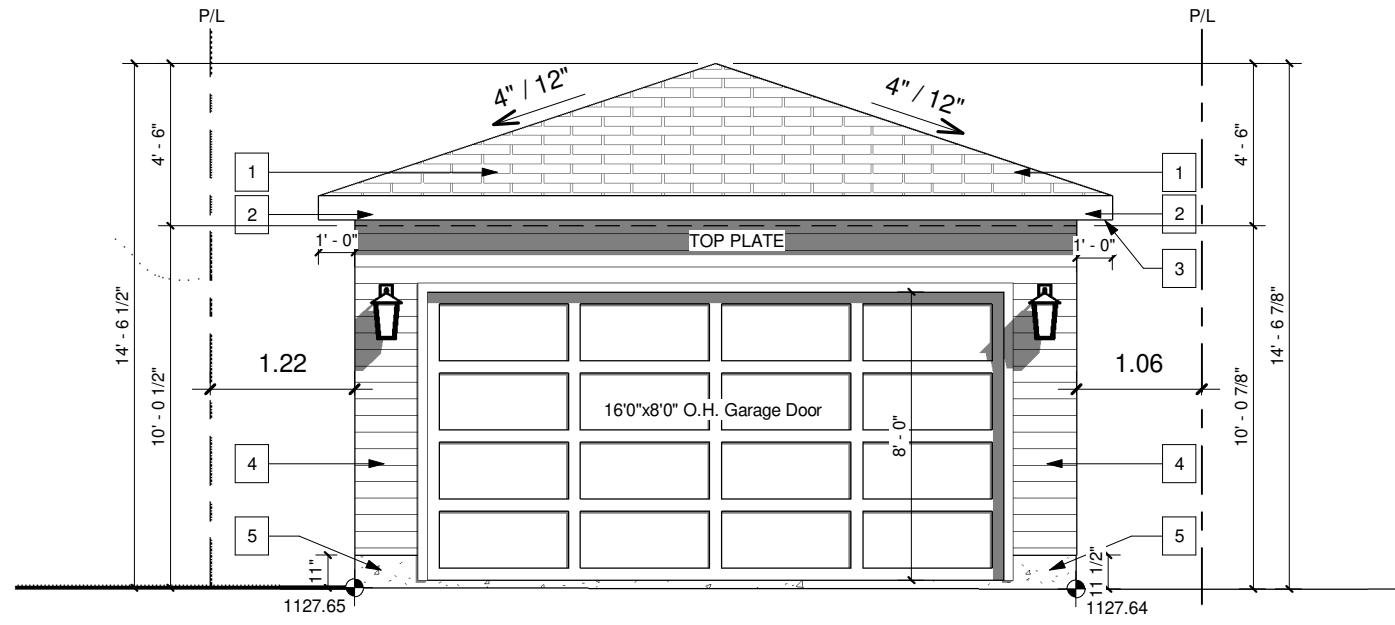 P/L
P/L
4" / 12"
4" / 12"
4' - 6"
4' - 6"
1
1
2
2
1' - 0"
TOP PLATE
1' - 0"
3
14' - 6 1/2"
14' - 6 7/8"
1.22
1.06
10' - 0 1/2"
10' - 0 7/8"
16'0"x8'0" O.H. Garage Door
8' - 0"
4
4
5
5
11"
11 1/2"
1127.65
1127.64